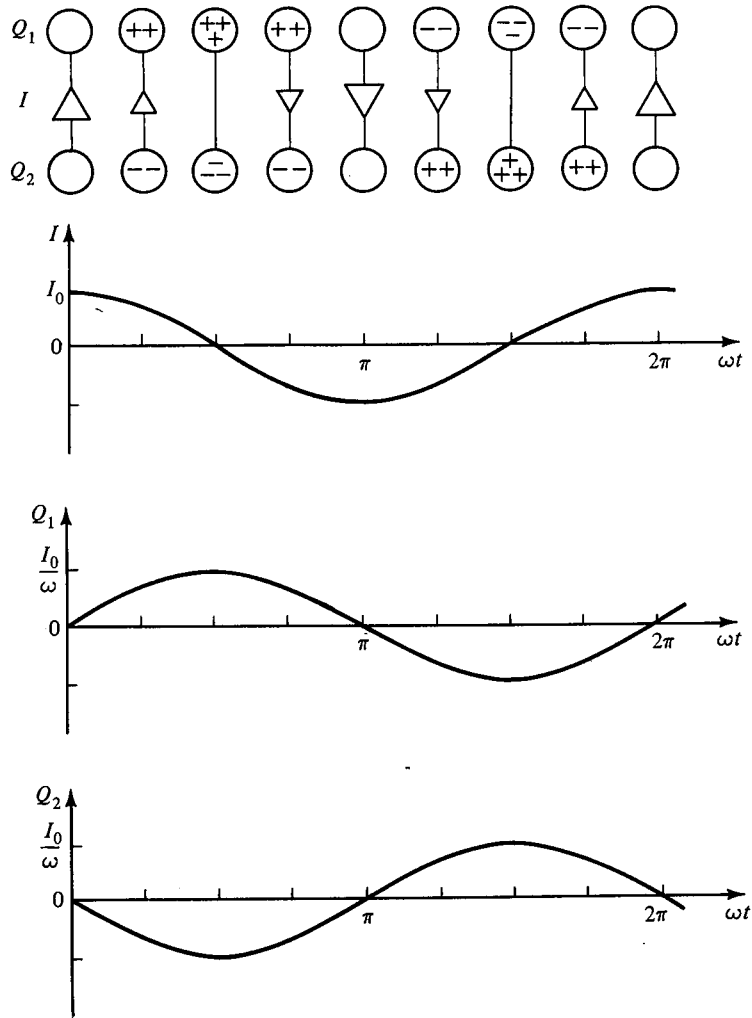 Q₁ ++ ++ + ++ -- -- - --
I
Q₂ -- - -- -- ++ + ++ ++
I
I₀
0 π 2π ωt
Q₁
I₀
ω
0 π 2π ωt
Q₂
I₀
ω
0 π 2π ωt